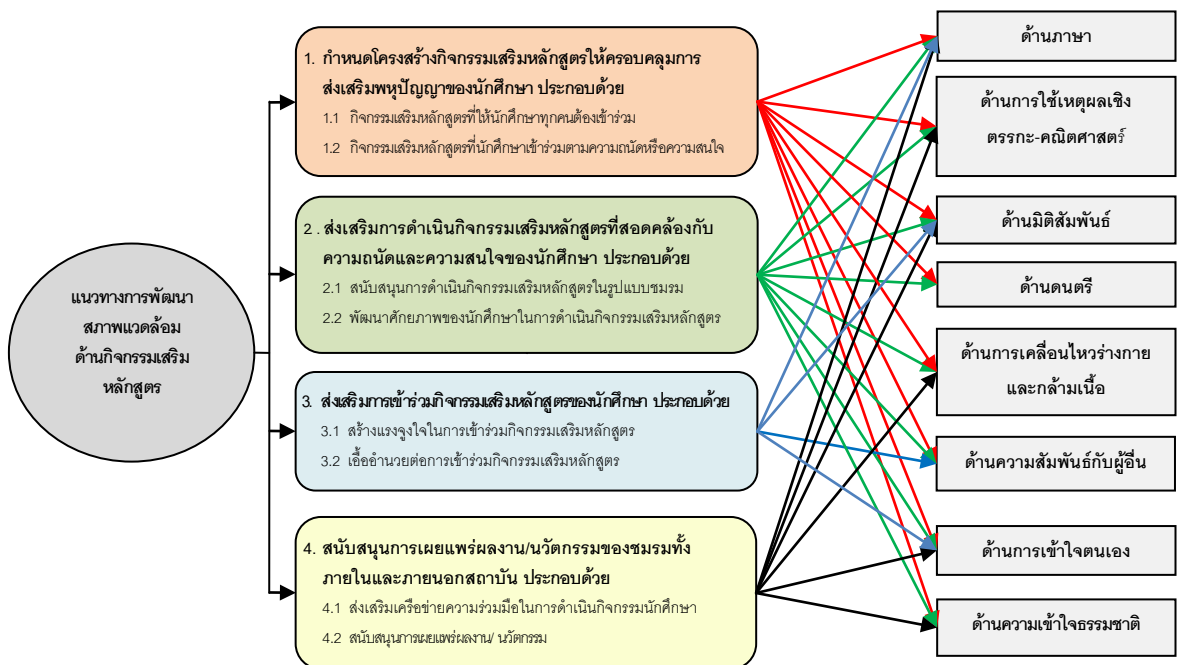 แนวทางการพัฒนา
สภาพแวดล้อม
ด้านกิจกรรมเสริม
หลักสูตร
1. กำหนดโครงสร้างกิจกรรมเสริมหลักสูตรให้ครอบคลุมการ
ส่งเสริมพหุปัญญาของนักศึกษา ประกอบด้วย
1.1 กิจกรรมเสริมหลักสูตรที่ให้นักศึกษาทุกคนต้องเข้าร่วม
1.2 กิจกรรมเสริมหลักสูตรที่นักศึกษาเข้าร่วมตามความถนัดหรือความสนใจ
2 . ส่งเสริมการดำเนินกิจกรรมเสริมหลักสูตรที่สอดคล้องกับ
ความถนัดและความสนใจของนักศึกษา ประกอบด้วย
2.1 สนับสนุนการดำเนินกิจกรรมเสริมหลักสูตรในรูปแบบชมรม
2.2 พัฒนาศักยภาพของนักศึกษาในการดำเนินกิจกรรมเสริมหลักสูตร
3. ส่งเสริมการเข้าร่วมกิจกรรมเสริมหลักสูตรของนักศึกษา ประกอบด้วย
3.1 สร้างแรงจูงใจในการเข้าร่วมกิจกรรมเสริมหลักสูตร
3.2 เอื้ออำนวยต่อการเข้าร่วมกิจกรรมเสริมหลักสูตร
4. สนับสนุนการเผยแพร่ผลงาน/นวัตกรรมของชมรมทั้ง
ภายในและภายนอกสถาบัน ประกอบด้วย
4.1 ส่งเสริมเครือข่ายความร่วมมือในการดำเนินกิจกรรมนักศึกษา
4.2 สนับสนุนการเผยแพร่ผลงาน/ นวัตกรรม
ด้านภาษา
ด้านการใช้เหตุผลเชิง
ตรรกะ-คณิตศาสตร์
ด้านมิติสัมพันธ์
ด้านดนตรี
ด้านการเคลื่อนไหวร่างกาย
และกล้ามเนื้อ
ด้านความสัมพันธ์กับผู้อื่น
ด้านการเข้าใจตนเอง
ด้านความเข้าใจธรรมชาติ